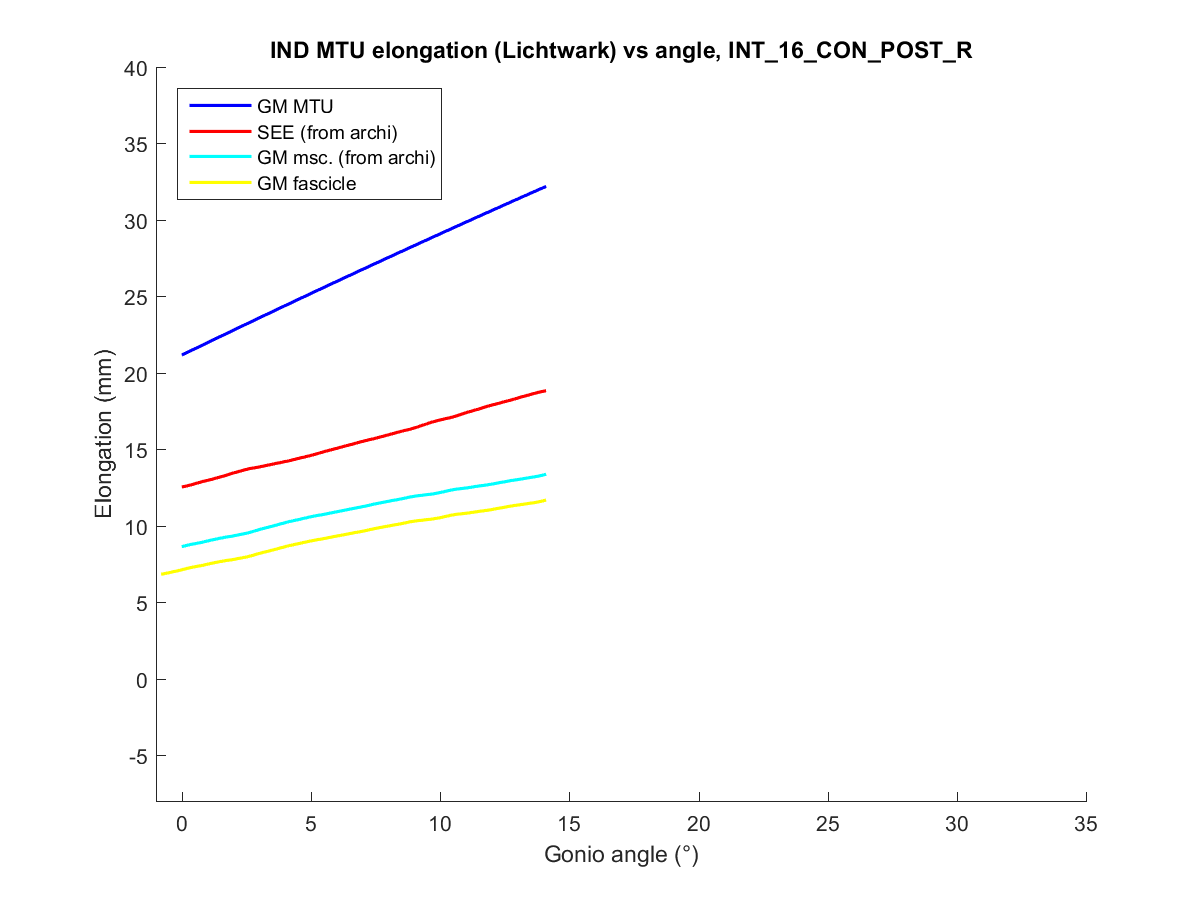 IND MTU elongation (Lichtwark) vs angle, INT_16_CON_POST_R
40
35
30
25
20
15
10
5
0
-5
Elongation (mm)
GM MTU
SEE (from archi)
GM msc. (from archi)
GM fascicle
0 5 10 15 20 25 30 35
Gonio angle (°)